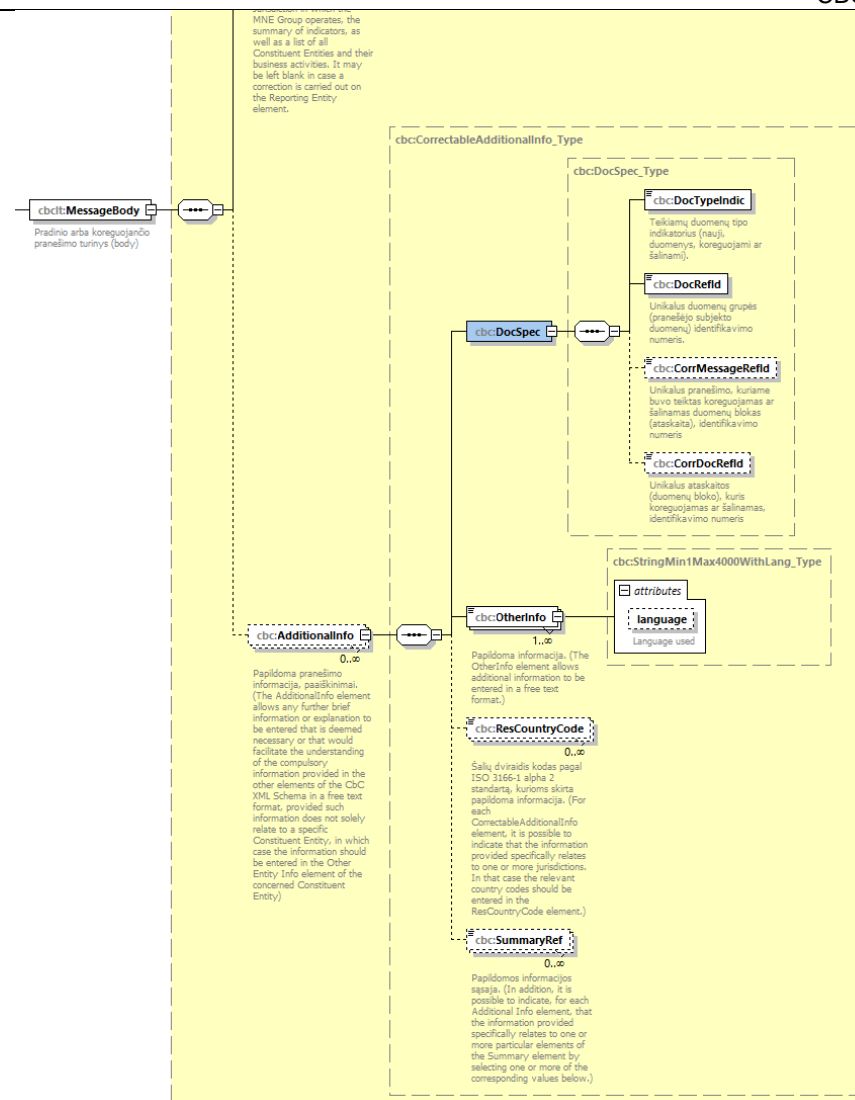 MNE Group operates, the
summary of indicators, as
well as a list of all
Constituent Entities and their
business activities. It may
be left blank in case a
correction is carried out on
the Reporting Entity
element.
cbc:CorrectableAdditionalInfo_Type
cbc:DocSpec_Type
cbclt:MessageBody
Pradinio arba koreguojančio
pranešimo turinys (body)
cbc:DocTypeIndic
Teikiamų duomenų tipo
indikatorius (nauji,
duomenys, koreguojami ar
šalinami).
cbc:DocRefId
Unikalus duomenų grupės
(pranešėjo subjekto
duomenų) identifikavimo
numeris.
cbc:DocSpec
cbc:CorrMessageRefId
Unikalus pranešimo, kuriame
buvo teiktas koreguojamas ar
šalinamas duomenų blokas
(ataskaita), identifikavimo
numeris
cbc:CorrDocRefId
Unikalus ataskaitos
(duomenų bloko), kuris
koreguojamas ar šalinamas,
identifikavimo numeris
cbc:StringMin1Max4000WithLang_Type
attributes
language
Language used
cbc:OtherInfo
1..∞
Papildoma informacija. (The
OtherInfo element allows
additional information to be
entered in a free text
format.)
cbc:AdditionalInfo
0..∞
Papildoma pranešimo
informacija, paaiškinimai.
(The AdditionalInfo element
allows any further brief
information or explanation to
be entered that is deemed
necessary or that would
facilitate the understanding
of the compulsory
information provided in the
other elements of the CbC
XML Schema in a free text
format, provided such
information does not solely
relate to a specific
Constituent Entity, in which
case the information should
be entered in the Other
Entity Info element of the
concerned Constituent
Entity)
cbc:ResCountryCode
0..∞
Šalių dviraidis kodas pagal
ISO 3166-1 alpha 2
standartą, kurioms skirta
papildoma informacija. (For
each
CorrectableAdditionalInfo
element, it is possible to
indicate that the information
provided specifically relates
to one or more jurisdictions.
In that case the relevant
country codes should be
entered in the
ResCountryCode element.)
cbc:SummaryRef
0..∞
Papildomos informacijos
sąsaja. (In addition, it is
possible to indicate, for each
Additional Info element, that
the information provided
specifically relates to one or
more particular elements of
the Summary element by
selecting one or more of the
corresponding values below.)